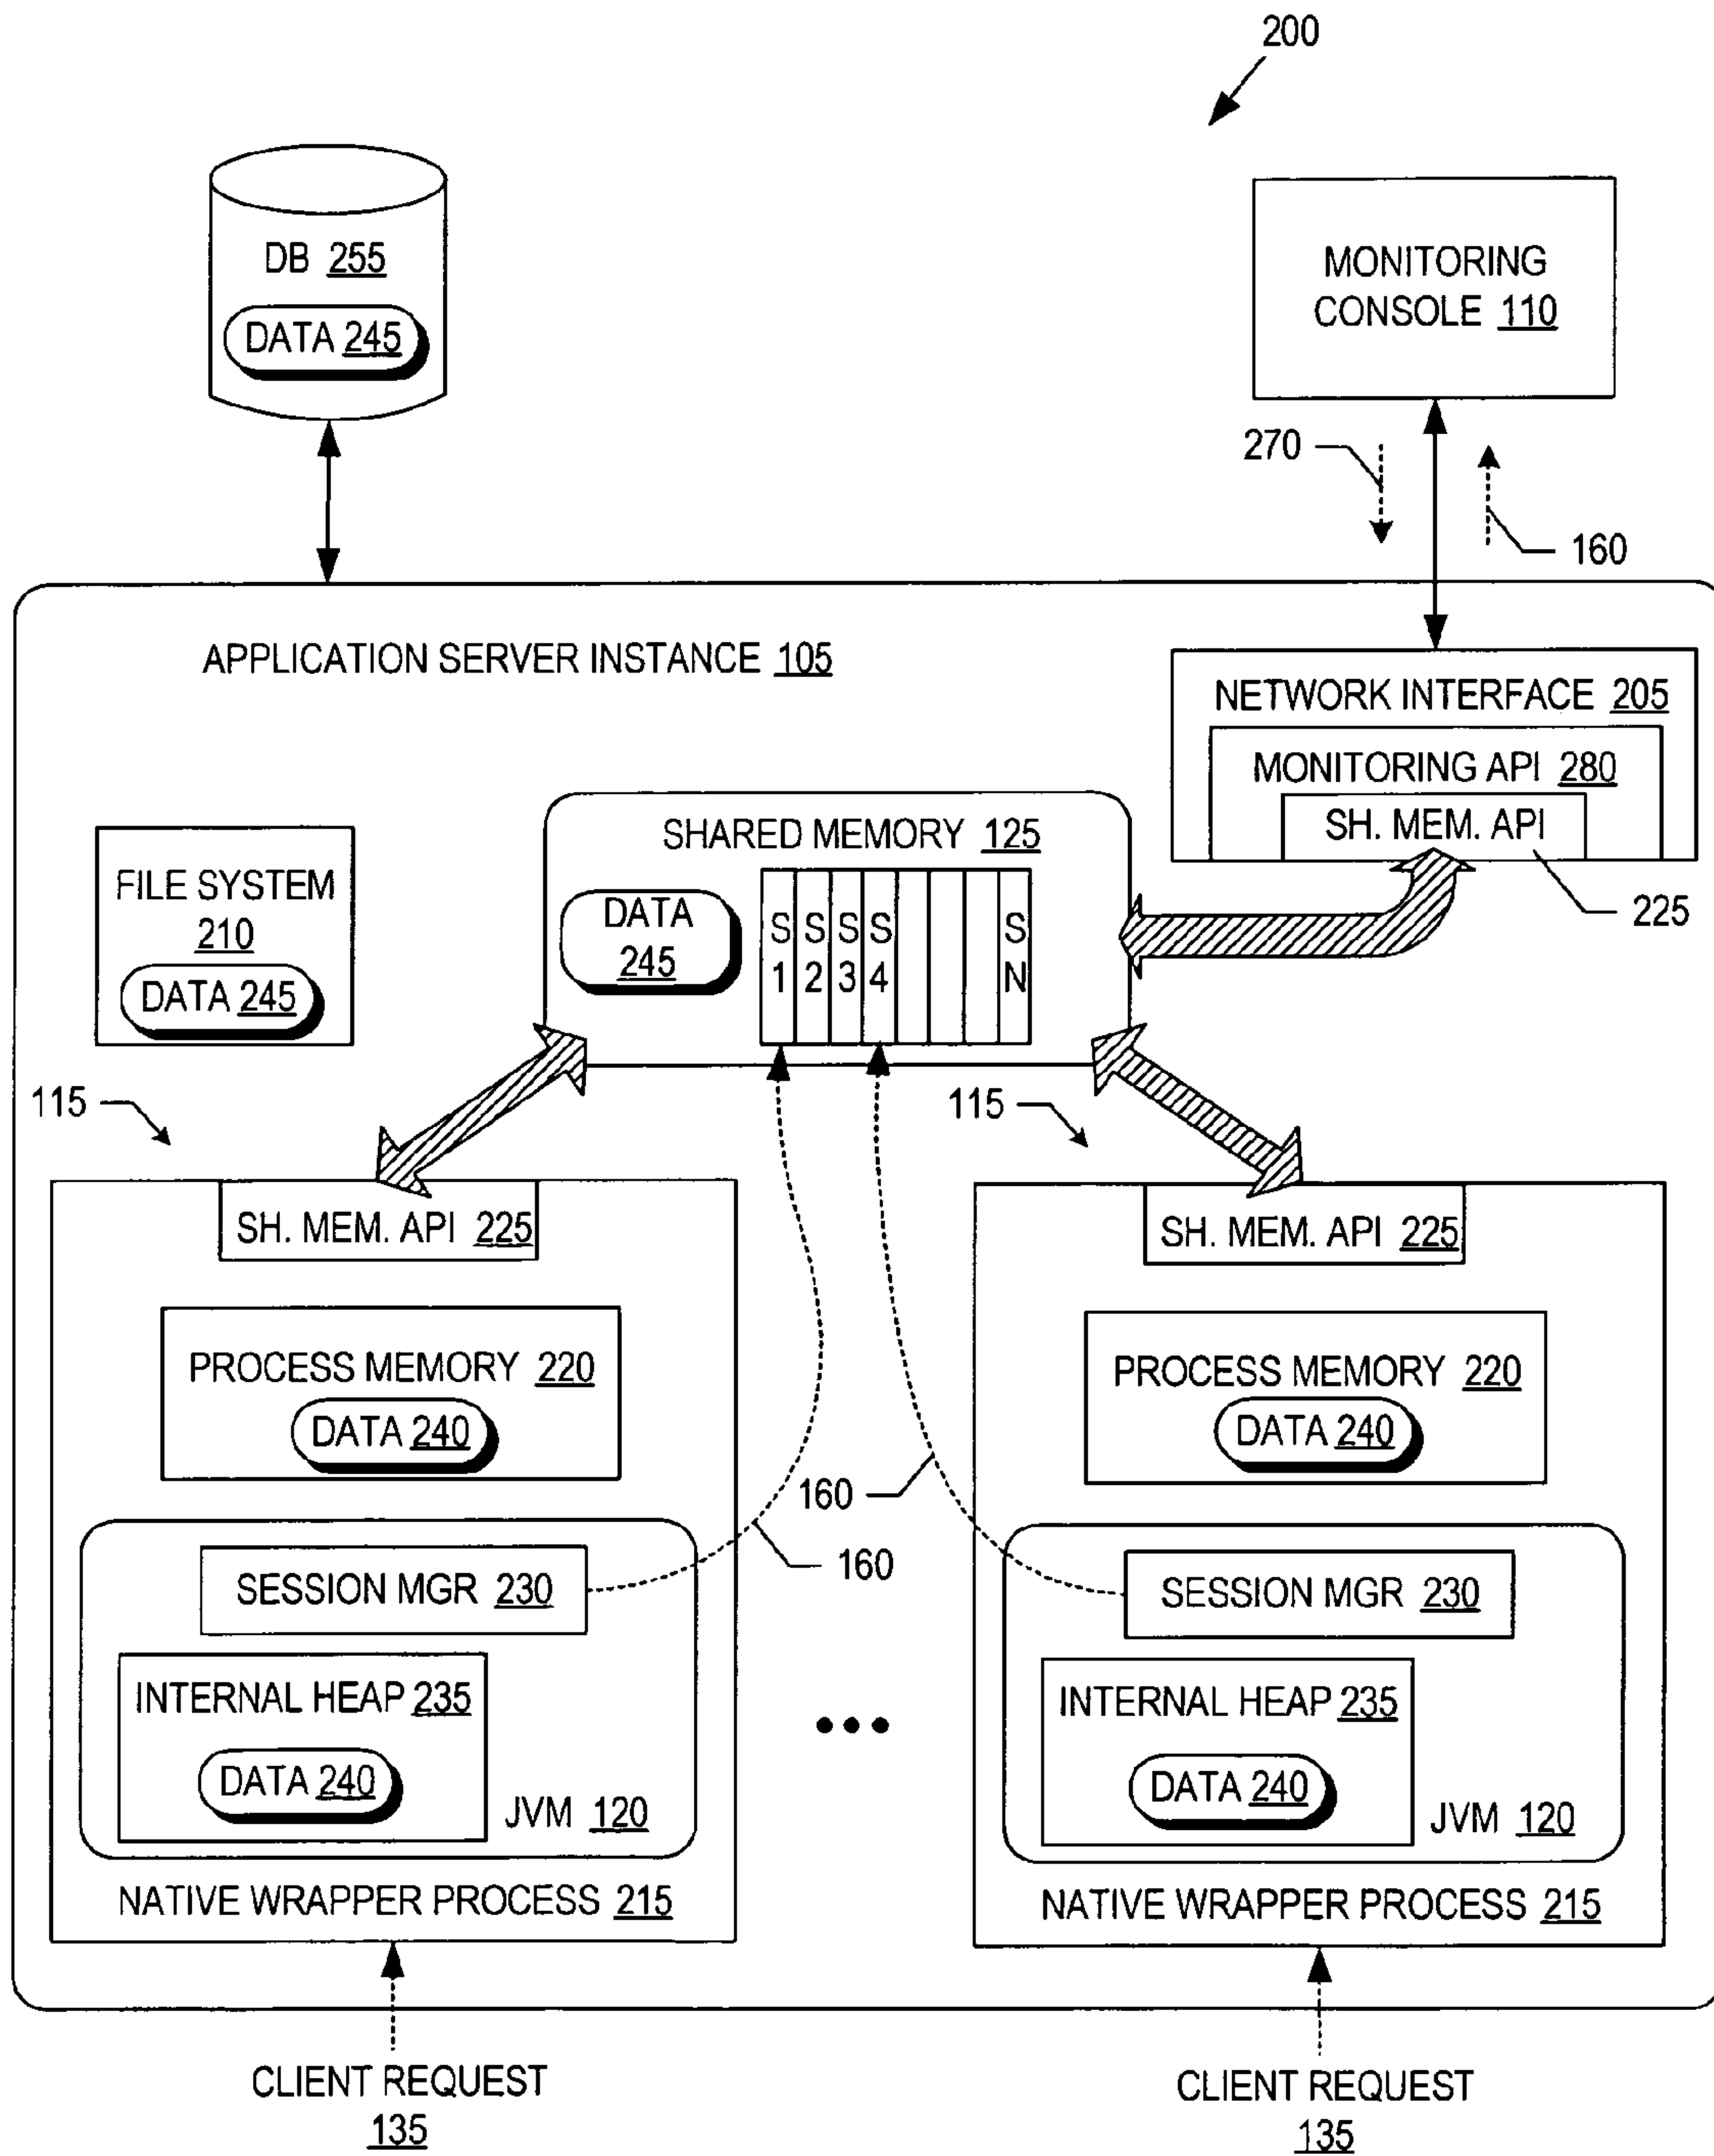 200
DB 255
DATA 245
MONITORING
CONSOLE 110
270
160
APPLICATION SERVER INSTANCE 105
NETWORK INTERFACE 205
MONITORING API 280
SH. MEM. API
225
SHARED MEMORY 125
DATA
245
S
1
S
2
S
3
S
4
S
N
FILE SYSTEM
210
DATA 245
115
115
SH. MEM. API 225
SH. MEM. API 225
PROCESS MEMORY 220
DATA 240
PROCESS MEMORY 220
DATA 240
160
160
SESSION MGR 230
SESSION MGR 230
INTERNAL HEAP 235
DATA 240
JVM 120
INTERNAL HEAP 235
DATA 240
JVM 120
NATIVE WRAPPER PROCESS 215
NATIVE WRAPPER PROCESS 215
CLIENT REQUEST
135
CLIENT REQUEST
135